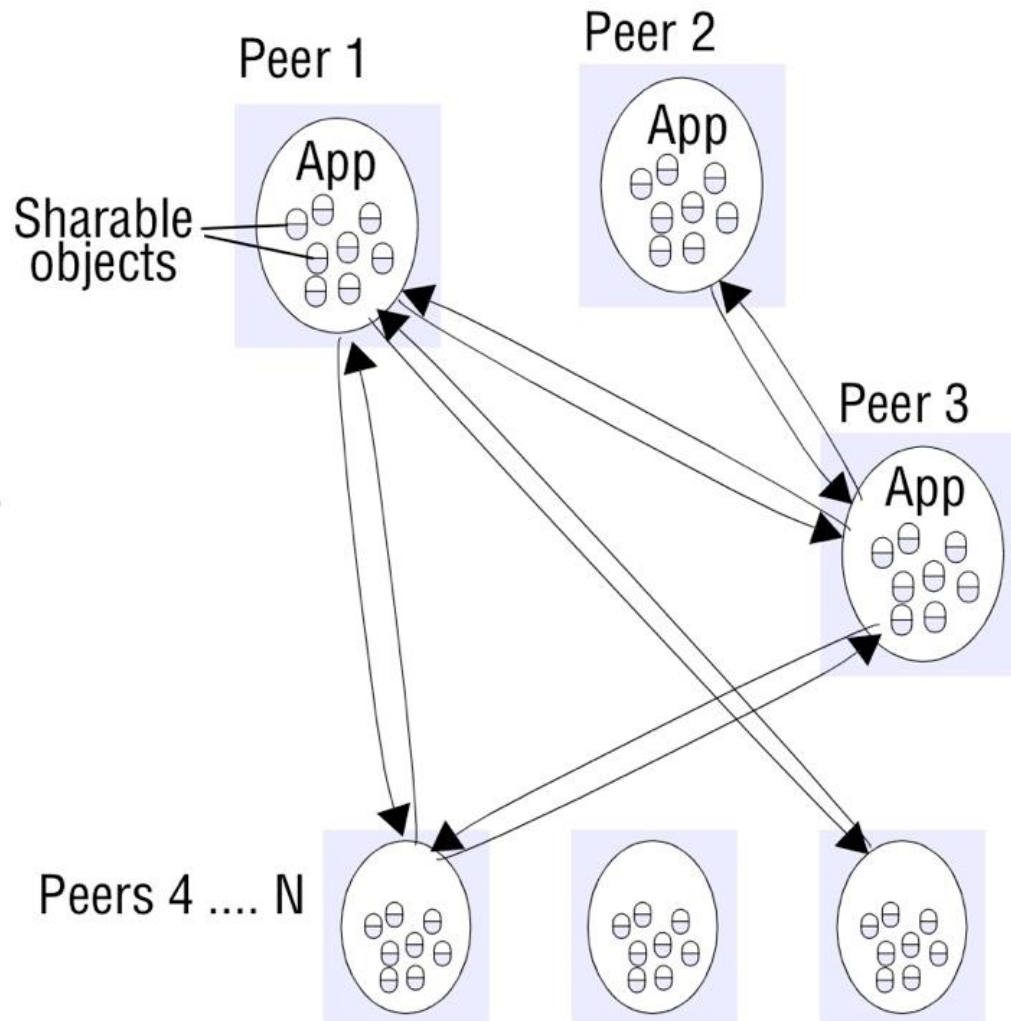 Peer 1
Peer 2
App
App
Sharable
objects
Peer 3
App
Peers 4 .... N